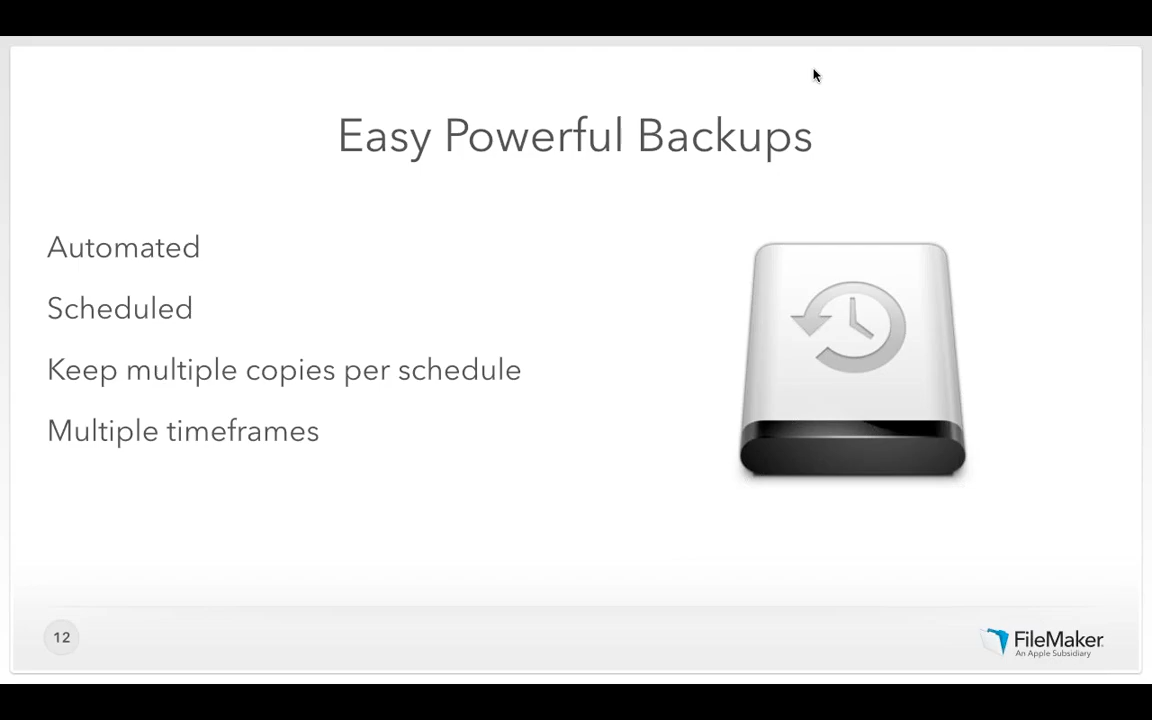 Easy Powerful Backups
Automated
Scheduled
Keep multiple copies per schedule
Multiple timeframes
12
FileMaker
An Apple Subsidiary